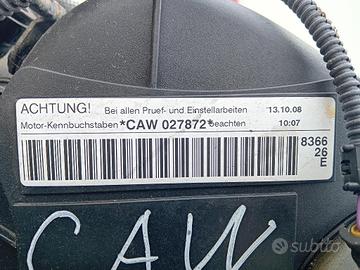 ACHTUNG! Bei allen Pruef- und Einstellarbeiten 13.10.08
Motor-Kennbuchstaben *CAW 027872* beachten 10:07
8366
26
E
CAW
subito